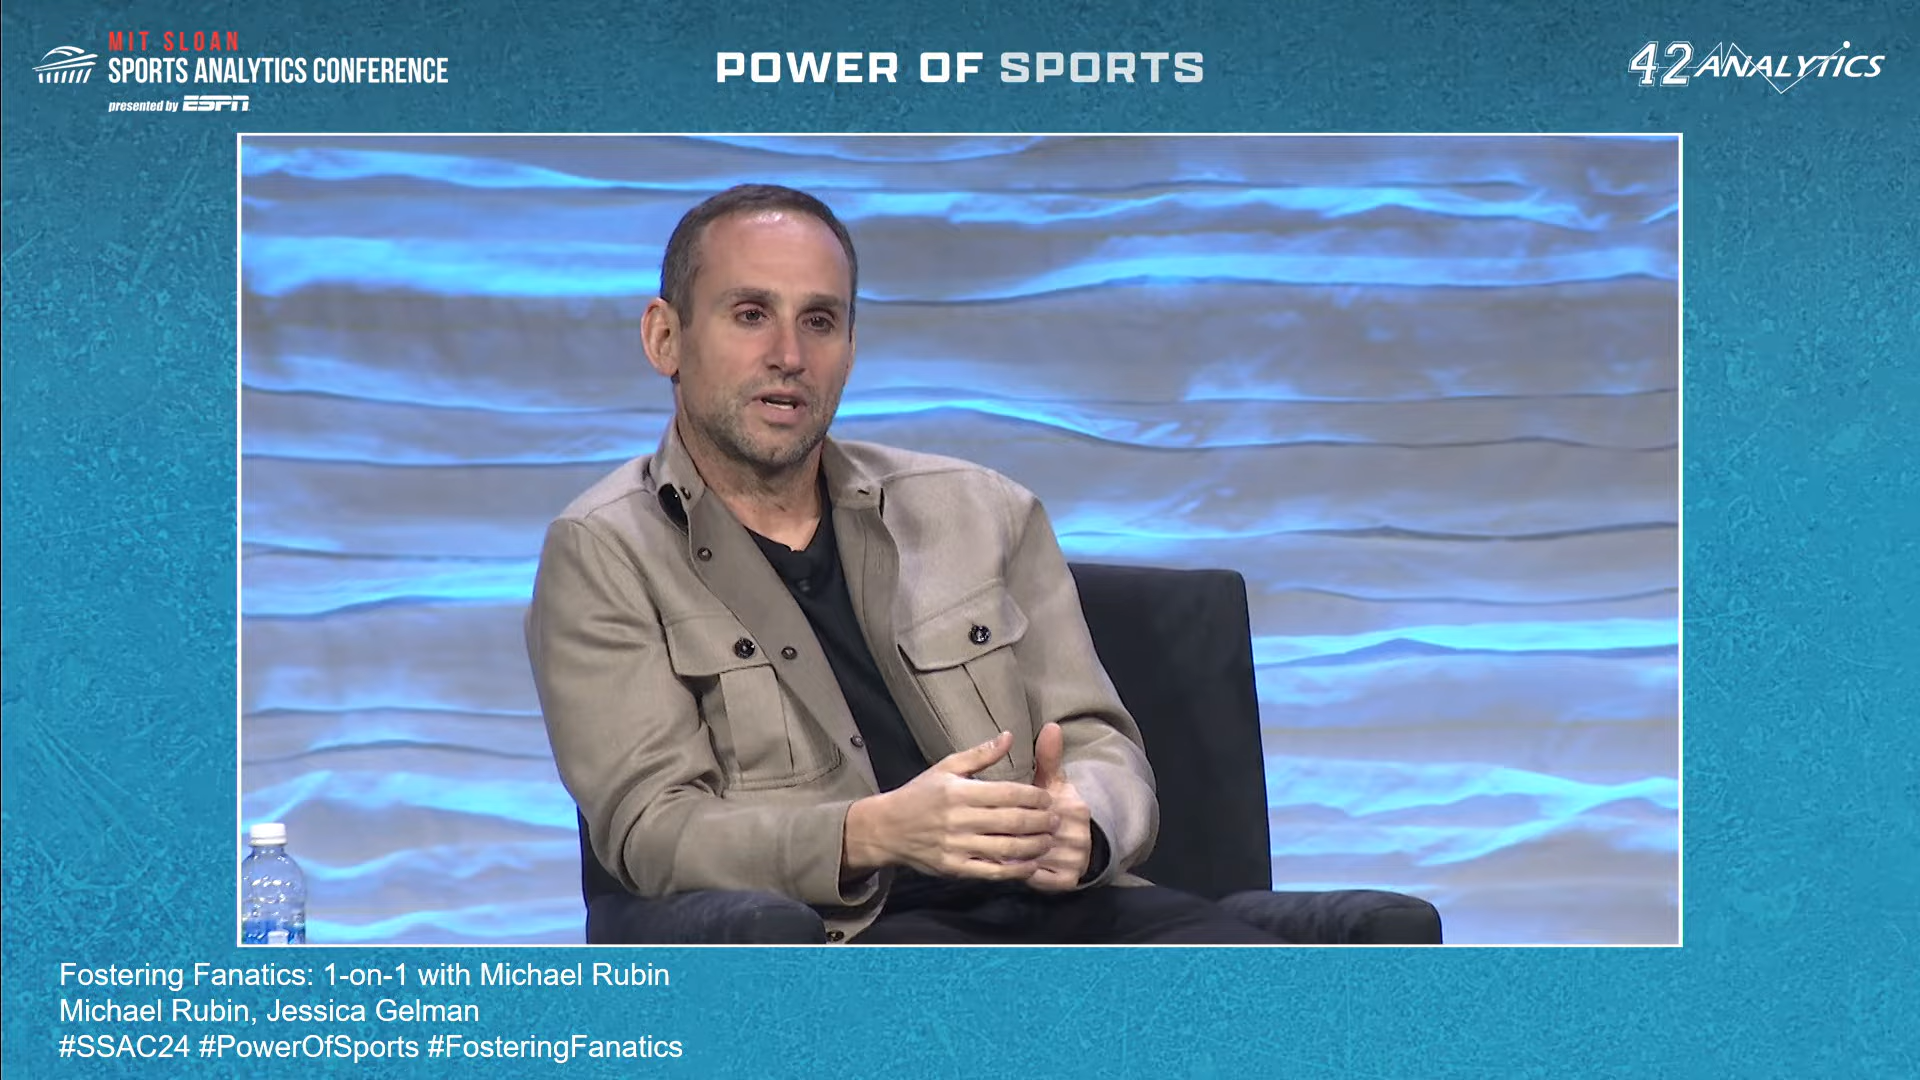 MIT SLOAN
SPORTS ANALYTICS CONFERENCE
presented by ESPN
POWER OF SPORTS
42 ANALYTICS
Fostering Fanatics: 1-on-1 with Michael Rubin
Michael Rubin, Jessica Gelman
#SSAC24 #PowerOfSports #FosteringFanatics